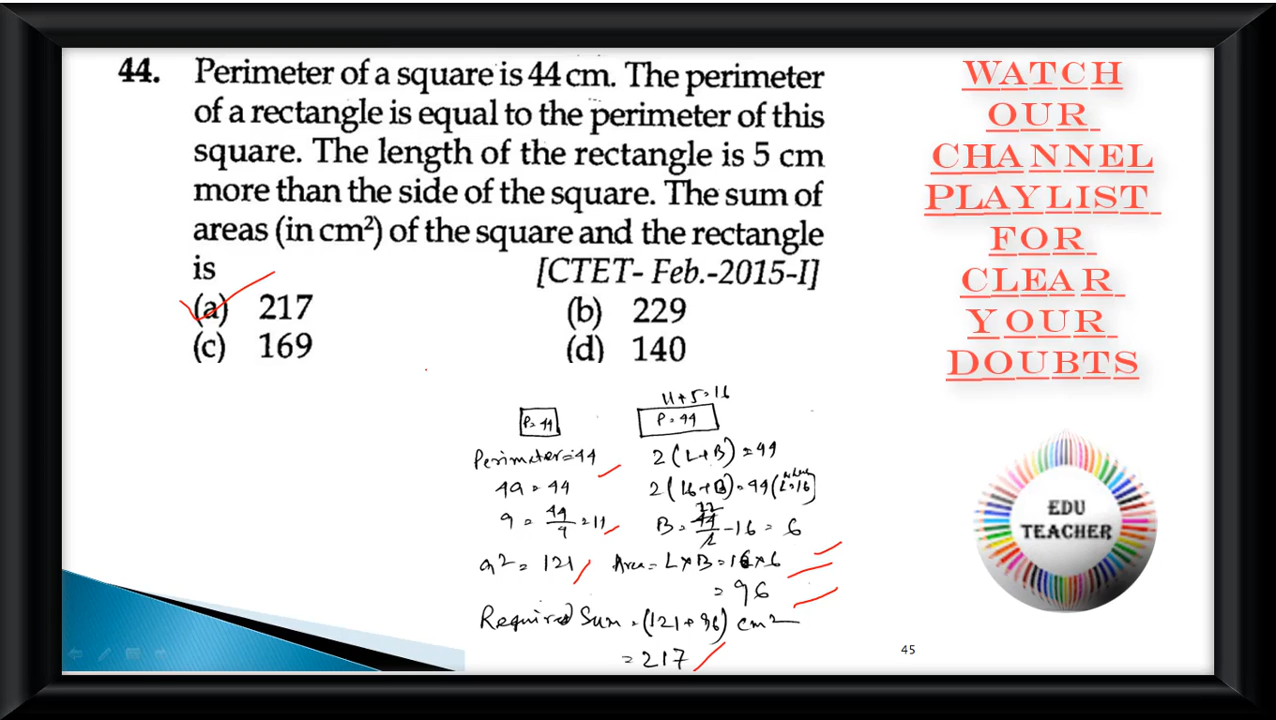 44. Perimeter of a square is 44 cm. The perimeter
of a rectangle is equal to the perimeter of this
square. The length of the rectangle is 5 cm
more than the side of the square. The sum of
areas (in cm²) of the square and the rectangle
is [CTET- Feb.-2015-I]
(a) 217 (b) 229
(c) 169 (d) 140
WATCH
OUR
CHANNEL
PLAYLIST
FOR
CLEAR
YOUR
DOUBTS
11+5=16
P=44
P=44
Perimeter=44
4a=44
a=44/4=11
a²=121
2(L+B)=44
2(16+B)=44(
L=16)
B=44/2-16=6
22
Area=L×B=16×6
=96
Required Sum=(121+96) cm²
=217
EDU
TEACHER
45